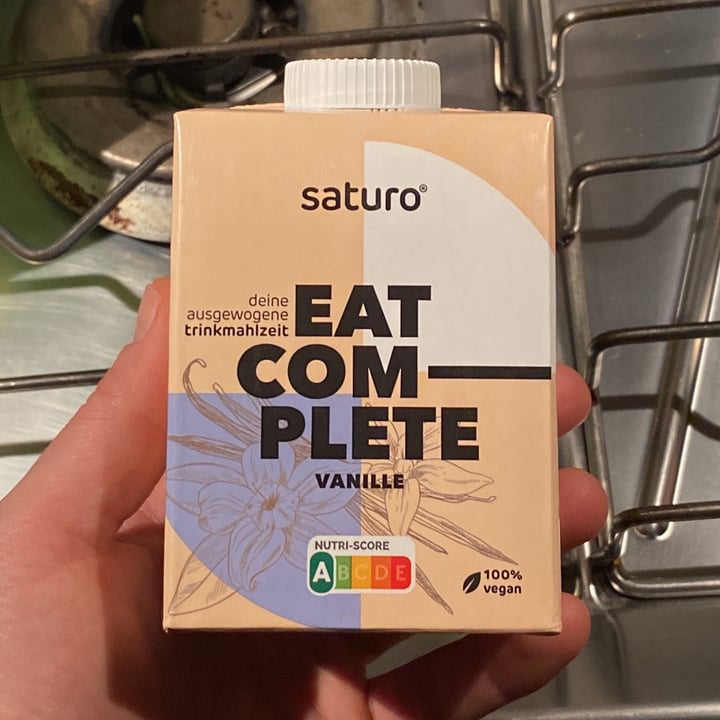 saturo®
deine
ausgewogene
trinkmahlzeit
EAT
COM—
PLETE
VANILLE
NUTRI-SCORE
A B C D E
100%
vegan